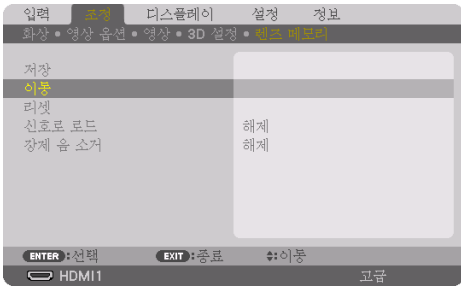 입력 조정 디스플레이 설정 정보
화상 • 영상 옵션 • 영상 • 3D 설정 • 렌즈 메모리
저장
이동
리셋
신호로 로드 해제
강제 음 소거 해제
ENTER:선택 EXIT:종료 :이동
HDMI1 고급